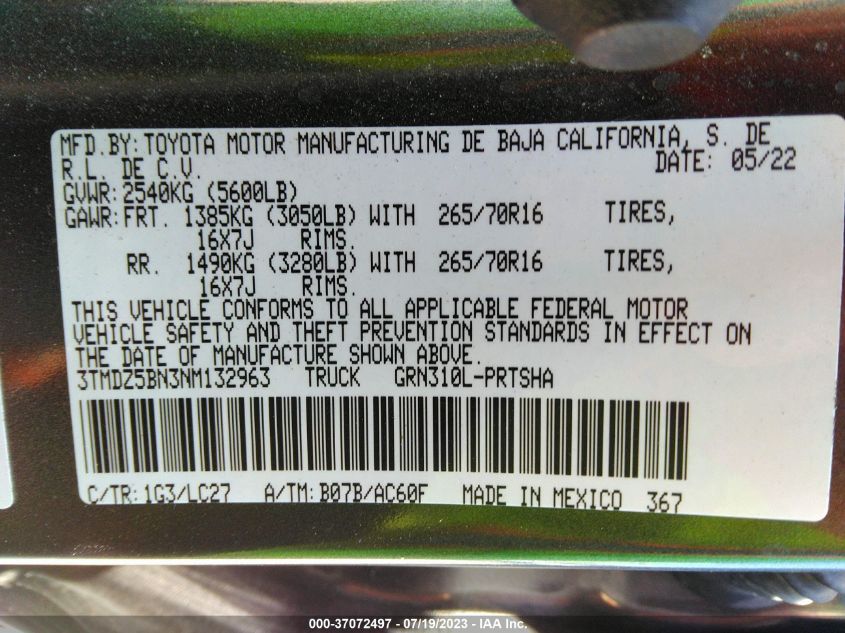 MFD.BY: TOYOTA MOTOR MANUFACTURING DE BAJA CALIFORNIA, S. DE
R.L. DE C.V. DATE: 05/22
GVWR: 2540KG (5600LB)
GAWR: FRT. 1385KG (3050LB) WITH 265/70R16 TIRES,
16X7J RIMS.
RR. 1490KG (3280LB) WITH 265/70R16 TIRES,
16X7J RIMS.
THIS VEHICLE CONFORMS TO ALL APPLICABLE FEDERAL MOTOR
VEHICLE SAFETY AND THEFT PREVENTION STANDARDS IN EFFECT ON
THE DATE OF MANUFACTURE SHOWN ABOVE.
3TMDZ5BN3NM132963 TRUCK GRN310L-PRTSHA
C/TR: 1G3/LC27 A/TM: B07B/AC60F MADE IN MEXICO 367
000-37072497 - 07/19/2023 - IAA Inc.